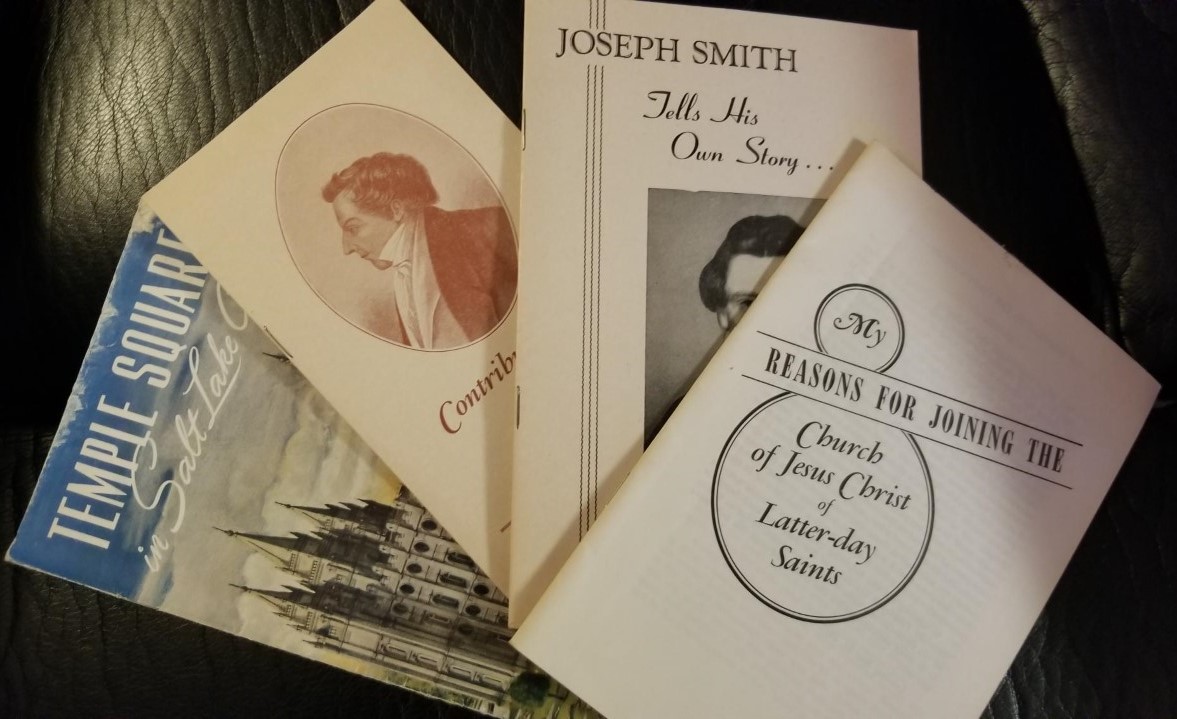 TEMPLE SQUARE
in Salt Lake
JOSEPH SMITH
Tells His
Own Story . . .
My
REASONS FOR JOINING THE
Church
of Jesus Christ
of
Latter-day
Saints